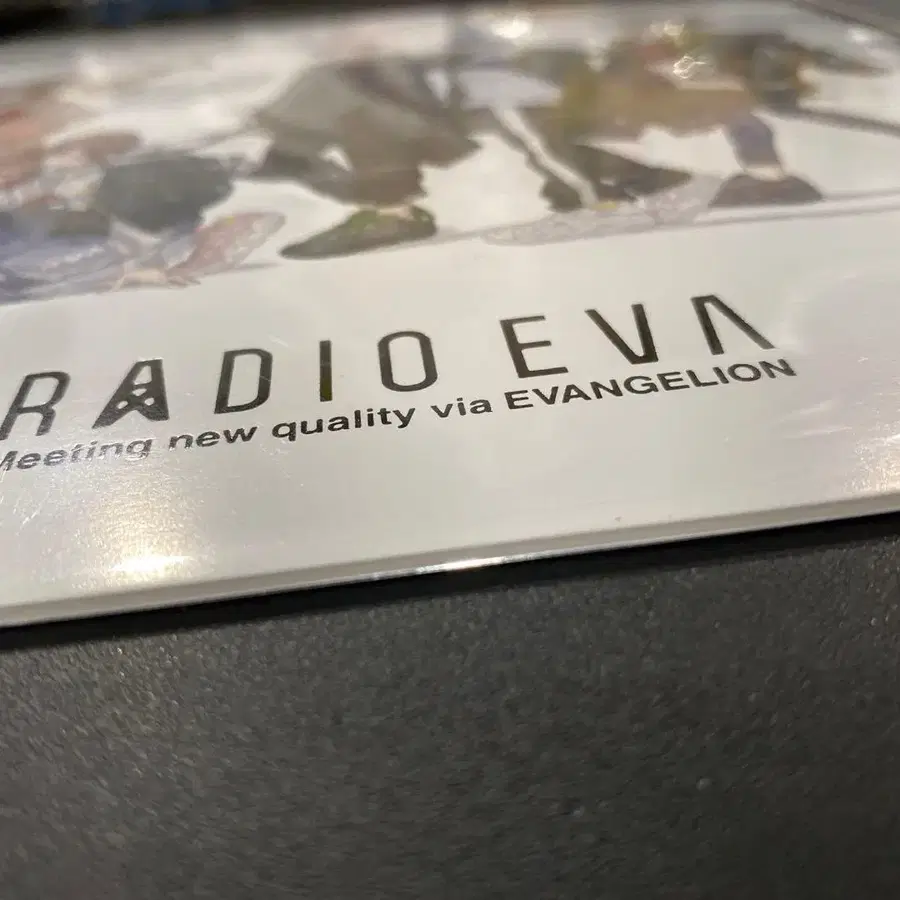 RADIO EVA
Meeting new quality via EVANGELION